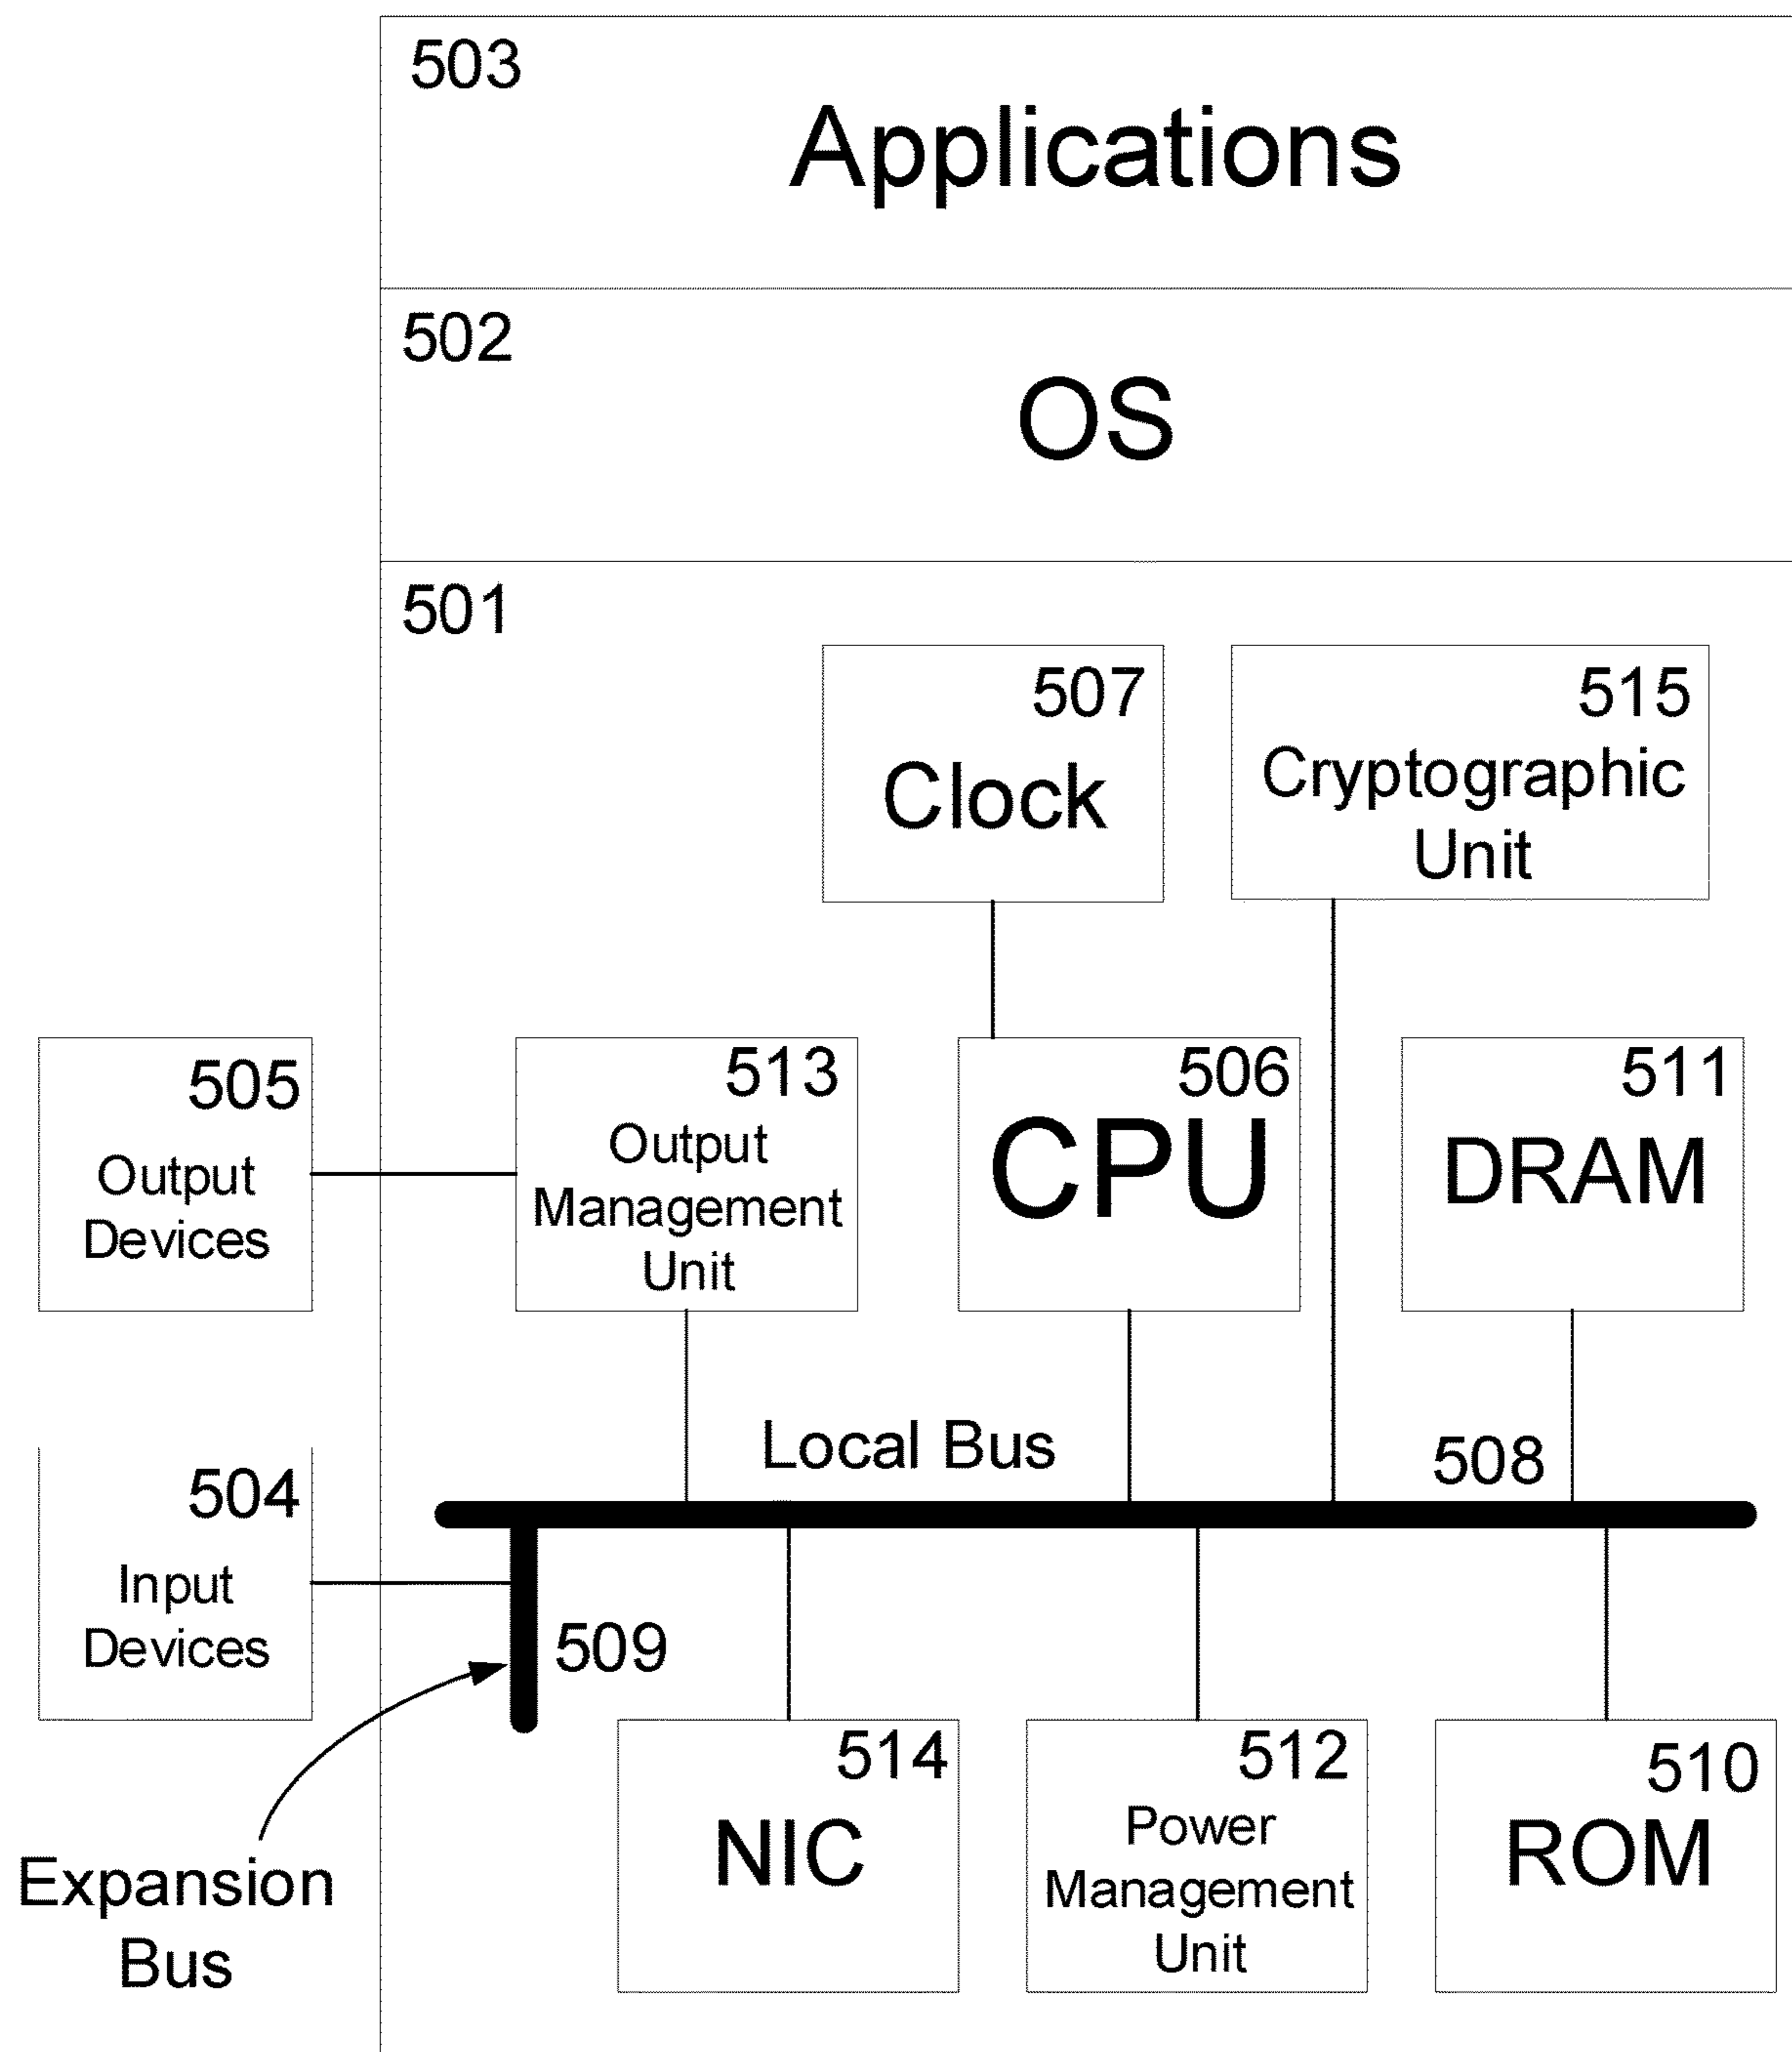 503
Applications
502
OS
501
507
Clock
515
Cryptographic
Unit
505
Output
Devices
513
Output
Management
Unit
506
CPU
511
DRAM
Local Bus
508
504
Input
Devices
509
Expansion
Bus
514
NIC
512
Power
Management
Unit
510
ROM